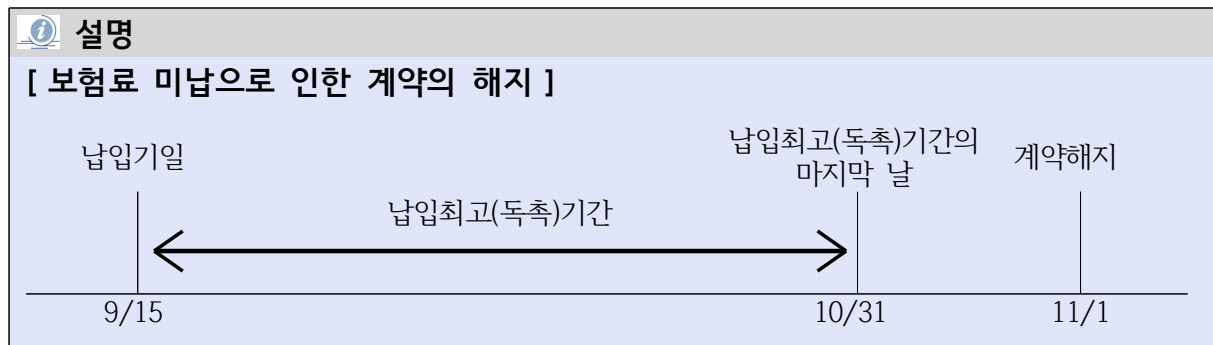 설명
[ 보험료 미납으로 인한 계약의 해지 ]
납입기일
납입최고(독촉)기간의
마지막 날
계약해지
납입최고(독촉)기간
9/15
10/31
11/1